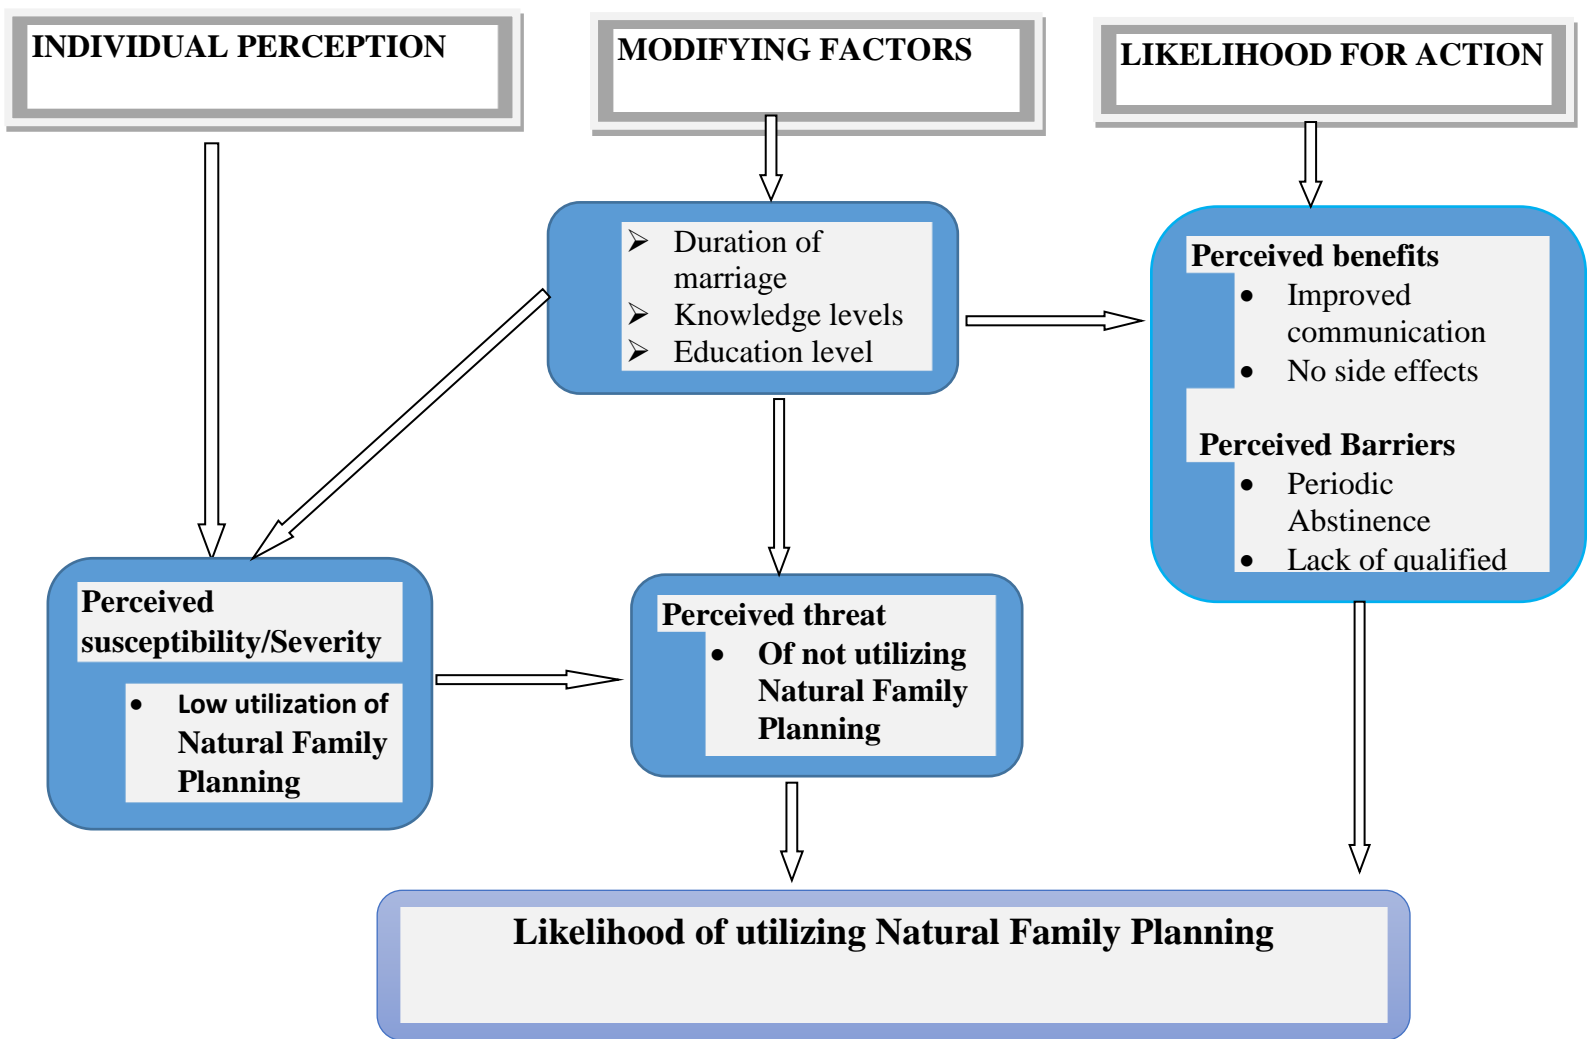 INDIVIDUAL PERCEPTION
MODIFYING FACTORS
LIKELIHOOD FOR ACTION
➢ Duration of
marriage
➢ Knowledge levels
➢ Education level
Perceived benefits
• Improved
communication
• No side effects
Perceived Barriers
• Periodic
Abstinence
• Lack of qualified
Perceived
susceptibility/Severity
• Low utilization of
Natural Family
Planning
Perceived threat
• Of not utilizing
Natural Family
Planning
Likelihood of utilizing Natural Family Planning